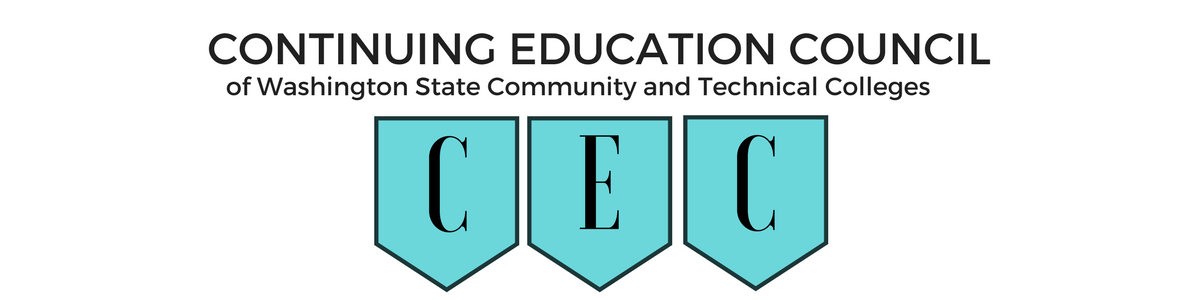 CONTINUING EDUCATION COUNCIL
of Washington State Community and Technical Colleges
C E C